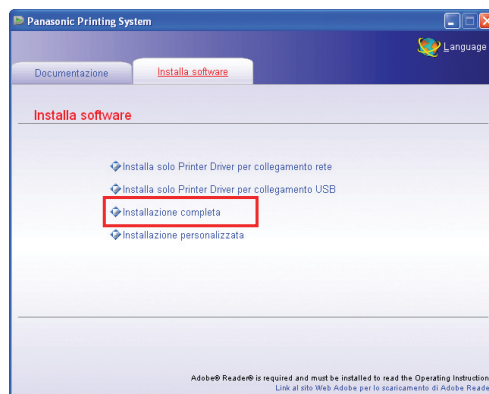 Panasonic Printing System
Language
Documentazione
Installa software
Installa software
Installa solo Printer Driver per collegamento rete
Installa solo Printer Driver per collegamento USB
Installazione completa
Installazione personalizzata
Adobe® Reader® is required and must be installed to read the Operating Instruction
Link al sito Web Adobe per lo scaricamento di Adobe Reade